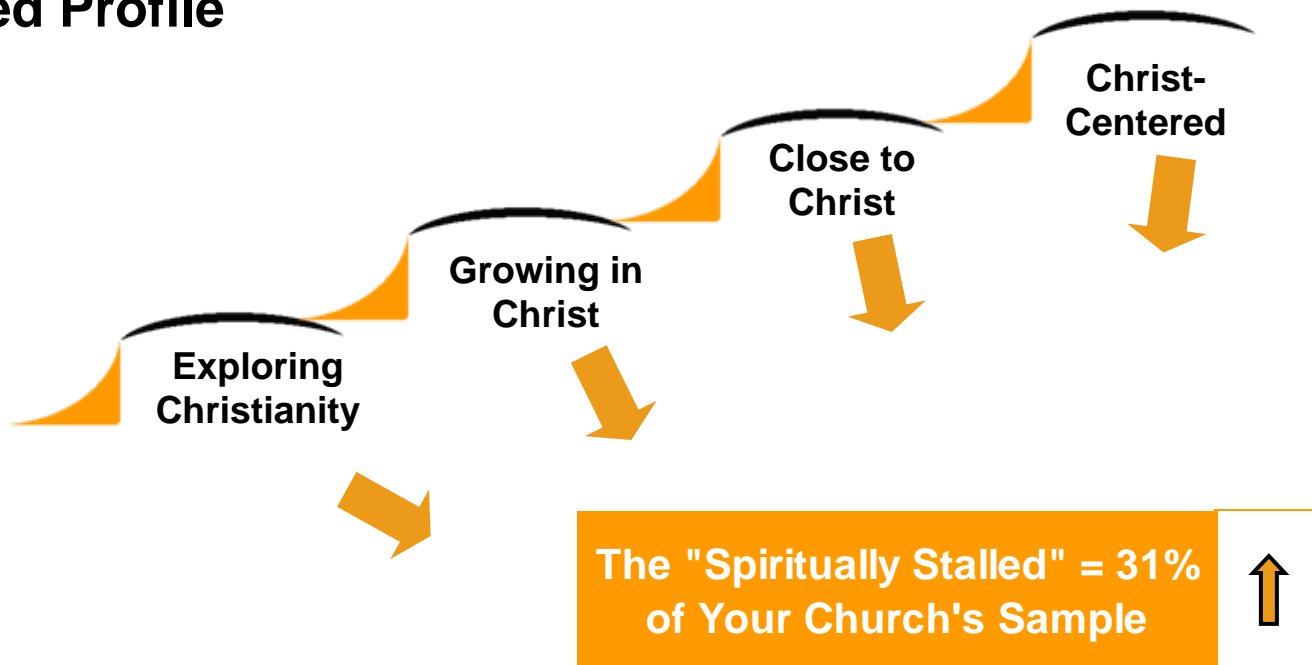 ed Profile
Christ-
Centered
Close to
Christ
Growing in
Christ
Exploring
Christianity
The "Spiritually Stalled" = 31%
of Your Church's Sample